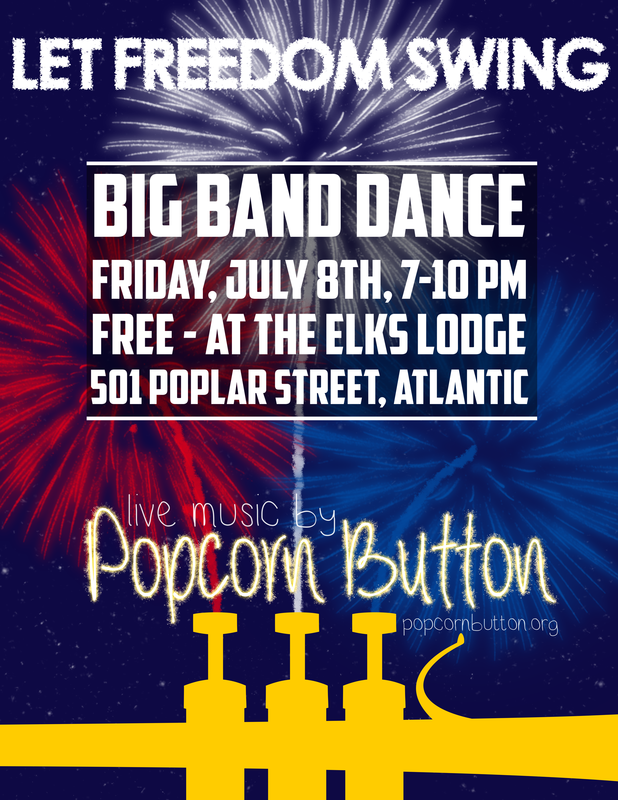 LET FREEDOM SWING
BIG BAND DANCE
FRIDAY, JULY 8TH, 7-10 PM
FREE - AT THE ELKS LODGE
501 POPLAR STREET, ATLANTIC
live music by
Popcorn Button
popcornbutton.org